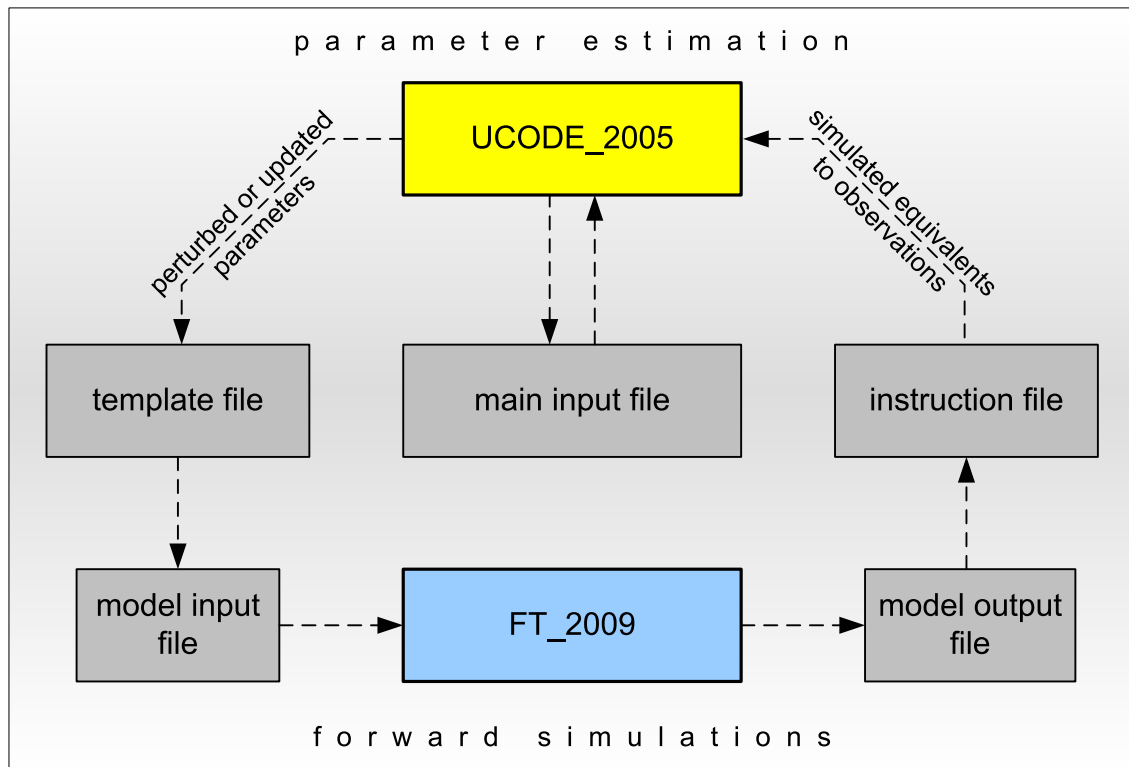 parameter estimation
UCODE_2005
perturbed or updated
parameters
simulated equivalents
to observations
template file
main input file
instruction file
model input
file
FT_2009
model output
file
forward simulations